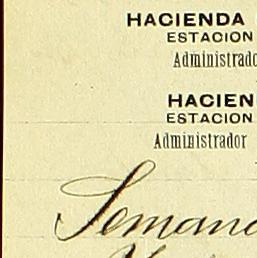 HACIENDA
ESTACION
Administrado
HACIEN
ESTACION
Administrador
Semana